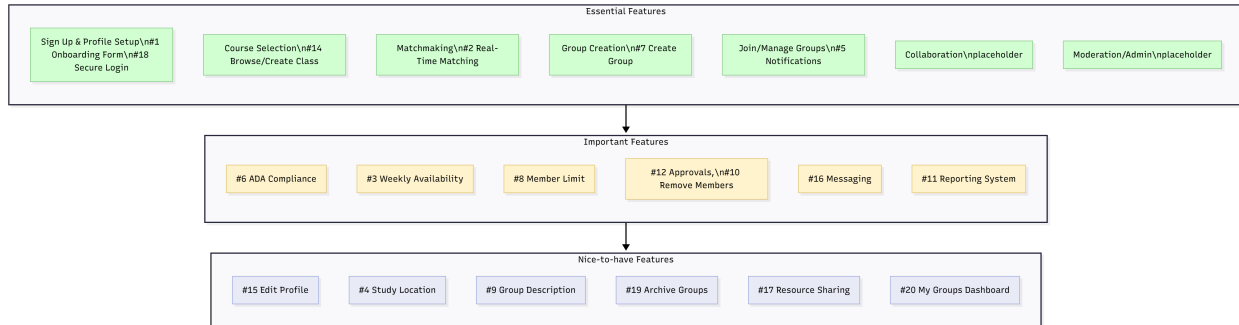 Essential Features
Sign Up & Profile Setup\n#1
Onboarding Form\n#18
Secure Login
Course Selection\n#14
Browse/Create Class
Matchmaking\n#2 Real-
Time Matching
Group Creation\n#7 Create
Group
Join/Manage Groups\n#5
Notifications
Collaboration\nplaceholder
Moderation/Admin\nplaceholder
Important Features
#6 ADA Compliance
#3 Weekly Availability
#8 Member Limit
#12 Approvals,\n#10
Remove Members
#16 Messaging
#11 Reporting System
Nice-to-have Features
#15 Edit Profile
#4 Study Location
#9 Group Description
#19 Archive Groups
#17 Resource Sharing
#20 My Groups Dashboard